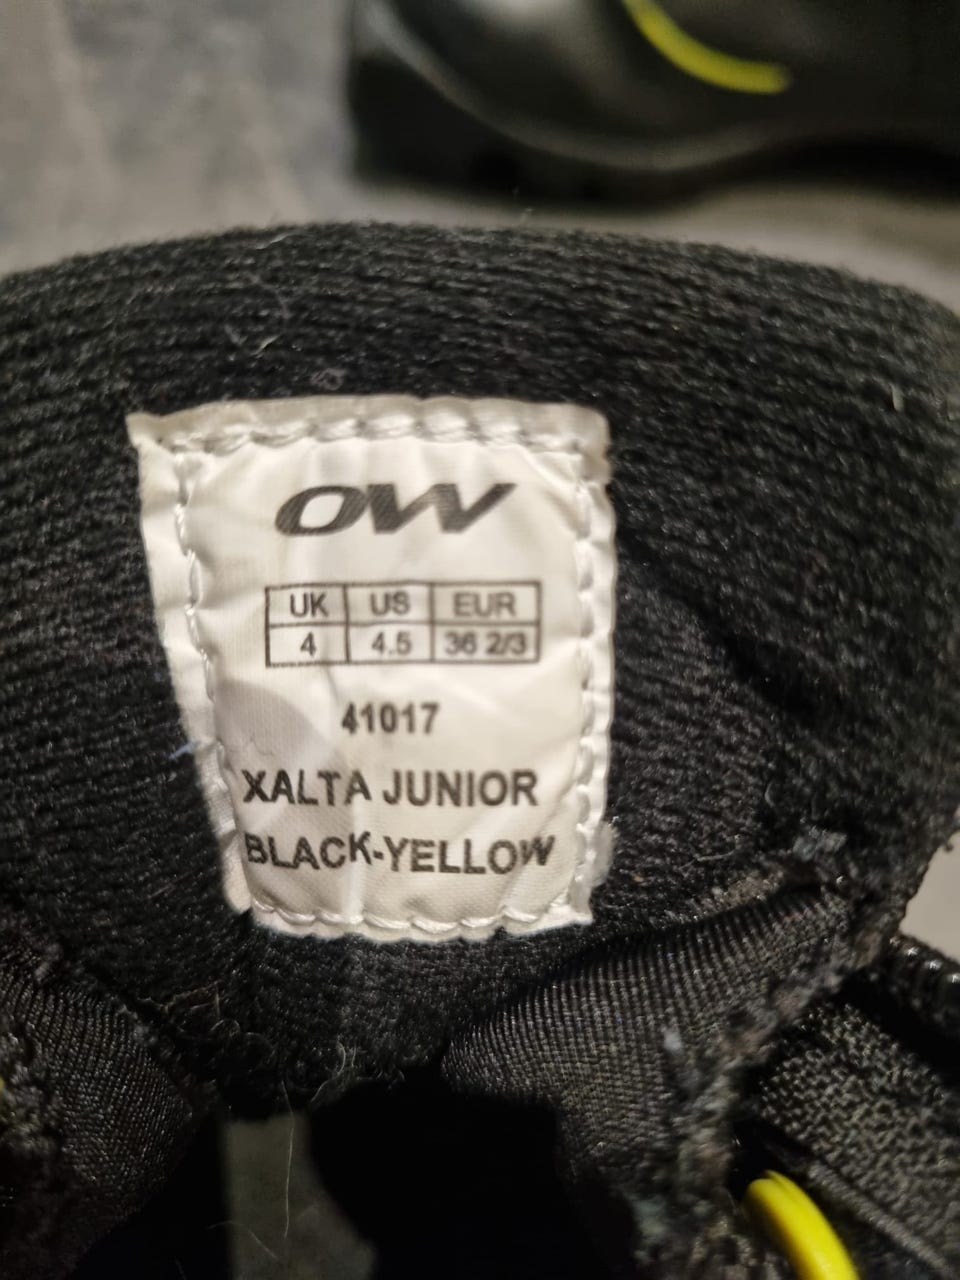 OW
UK US EUR
4 4.5 36 2/3
41017
XALTA JUNIOR
BLACK-YELLOW